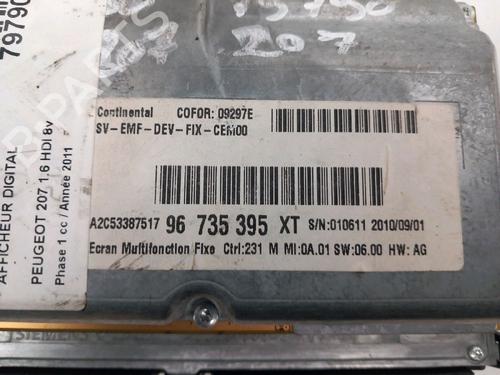 Continental COFOR: 09297E
SV-EMF-DEV-FIX-CEM00
A2C53387517 96 735 395 XT S/N:010611 2010/09/01
Ecran Multifonction Fixe Ctrl:231 M MI:0A.01 SW:06.00 HW: AG
AFFICHEUR DIGITAL
PEUGEOT 207 1.6 HDI 8v
Phase 1 cc / Année 2011
79790
207
SIEMENS